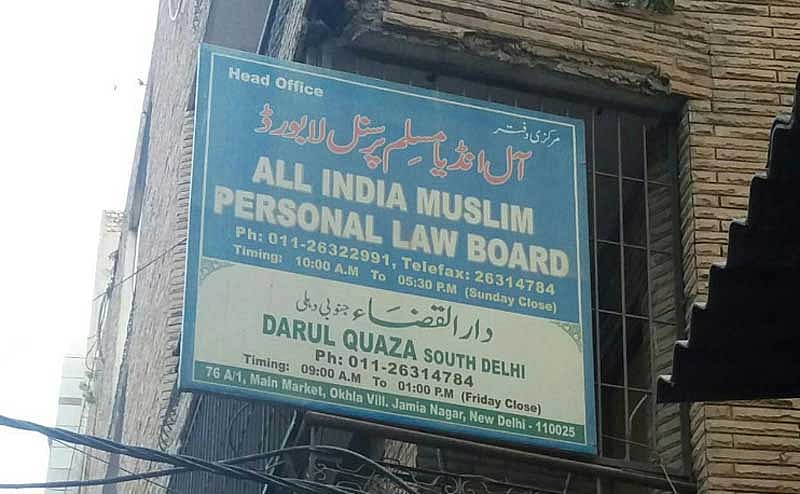 Head Office
مرکزی دفتر
آل انڈیا مسلم پرسنل لا بورڈ
ALL INDIA MUSLIM
PERSONAL LAW BOARD
Ph: 011-26322991, Telefax: 26314784
Timing: 10:00 A.M To 05:30 P.M (Sunday Close)
دارالقضاء جنوبی دہلی
DARUL QUAZA SOUTH DELHI
Ph: 011-26314784
Timing: 09:00 A.M To 01:00 P.M (Friday Close)
76 A/1, Main Market, Okhla Vill. Jamia Nagar, New Delhi - 110025